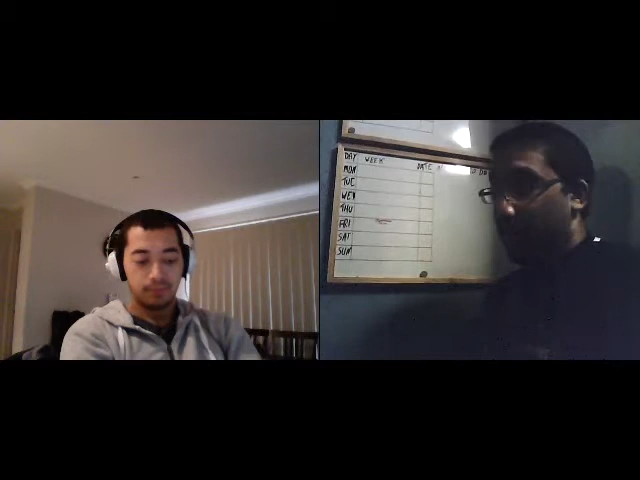 DAY WEEK DATE
MON
TUE
WED
THU
FRI
SAT
SUN